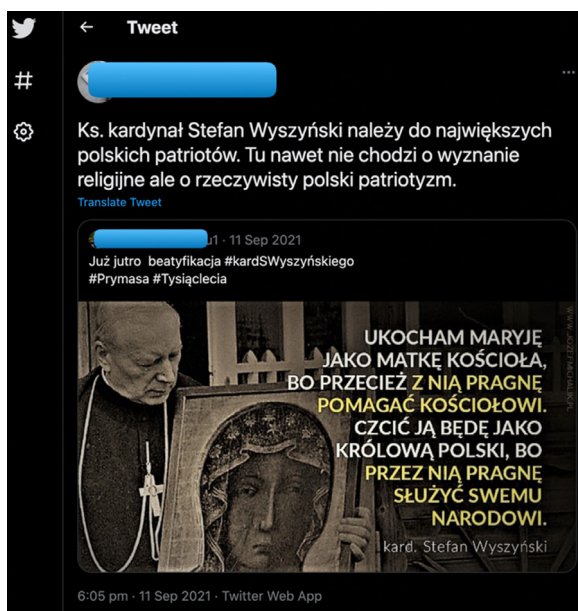 Tweet
Ks. kardynał Stefan Wyszyński należy do największych
polskich patriotów. Tu nawet nie chodzi o wyznanie
religijne ale o rzeczywisty polski patriotyzm.
Translate Tweet
u1 · 11 Sep 2021
Już jutro beatyfikacja #kardSWyszyńskiego
#Prymasa #Tysiąclecia
UKOCHAM MARYJĘ
JAKO MATKĘ KOŚCIOŁA,
BO PRZECIEŻ Z NIĄ PRAGNĘ
POMAGAĆ KOŚCIOŁOWI.
CZCIĆ JĄ BĘDĘ JAKO
KRÓLOWĄ POLSKI, BO
PRZEZ NIĄ PRAGNĘ
SŁUŻYĆ SWEMU
NARODOWI.
kard. Stefan Wyszyński
6:05 pm · 11 Sep 2021 · Twitter Web App